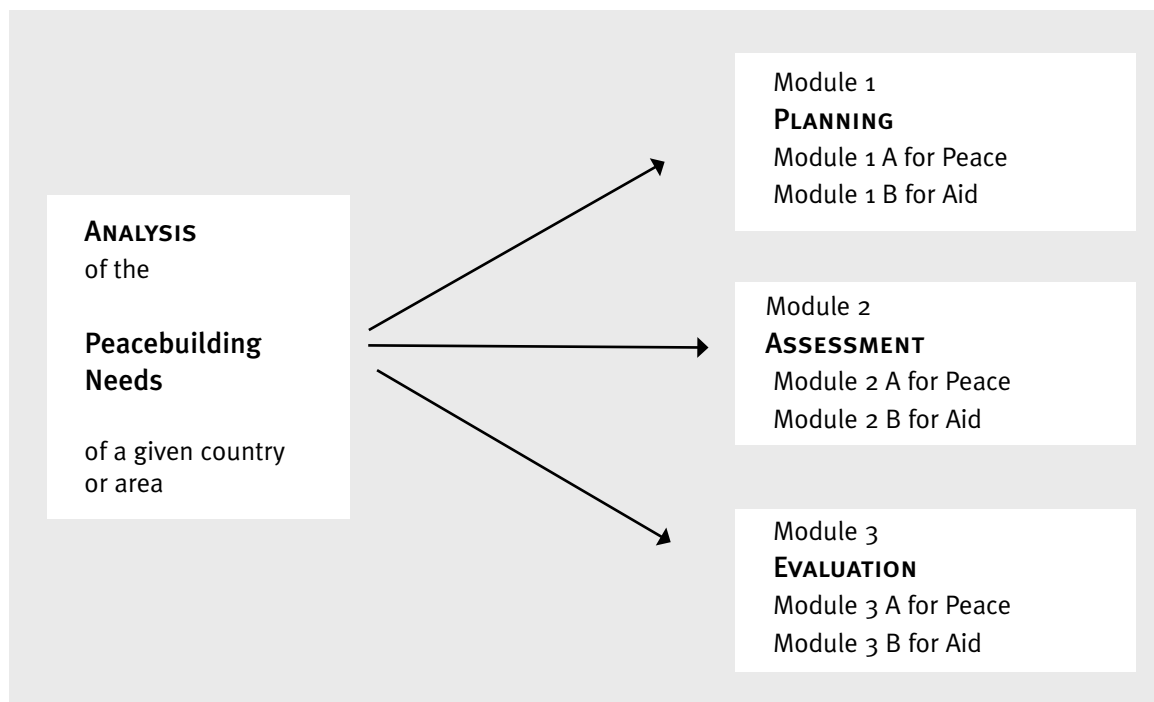 ANALYSIS
of the
Peacebuilding
Needs
of a given country
or area
Module 1
PLANNING
Module 1 A for Peace
Module 1 B for Aid
Module 2
ASSESSMENT
Module 2 A for Peace
Module 2 B for Aid
Module 3
EVALUATION
Module 3 A for Peace
Module 3 B for Aid